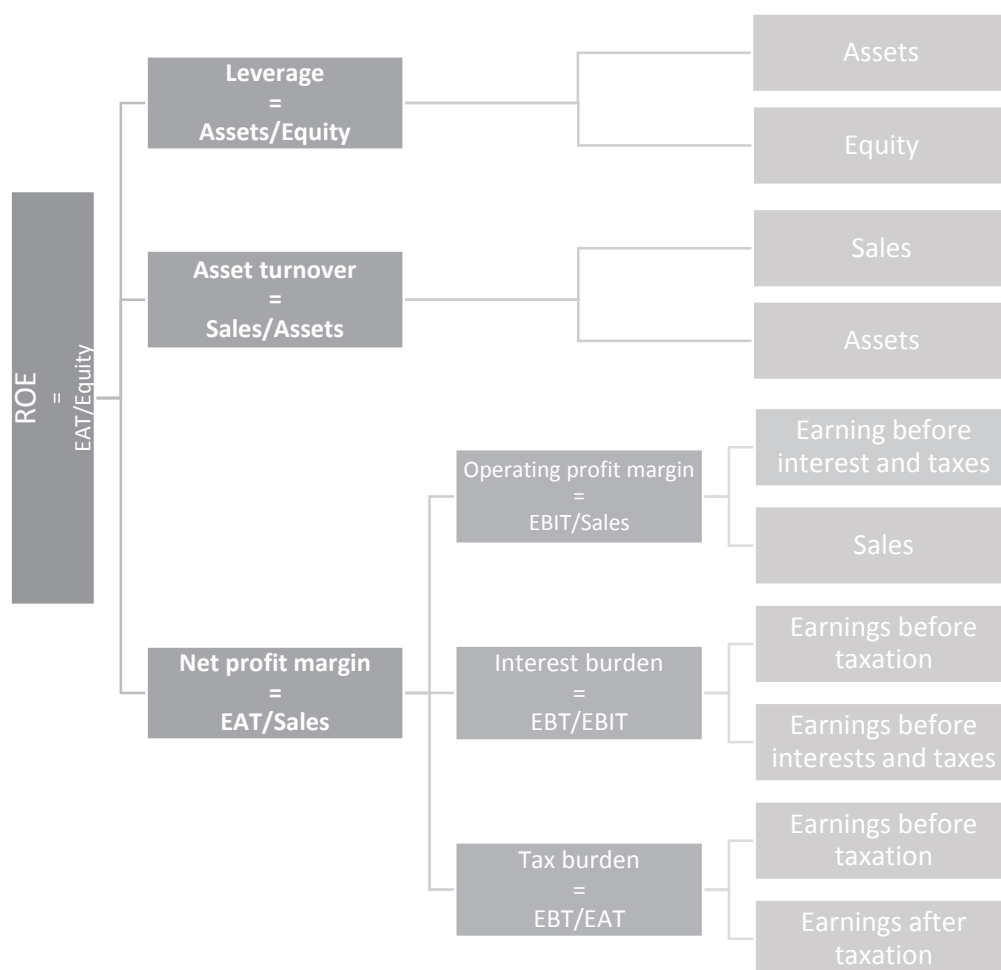 ROE
=
EAT/Equity
Leverage
=
Assets/Equity
Assets
Equity
Asset turnover
=
Sales/Assets
Sales
Assets
Net profit margin
=
EAT/Sales
Operating profit margin
=
EBIT/Sales
Earning before
interest and taxes
Sales
Interest burden
=
EBT/EBIT
Earnings before
taxation
Earnings before
interests and taxes
Tax burden
=
EBT/EAT
Earnings before
taxation
Earnings after
taxation